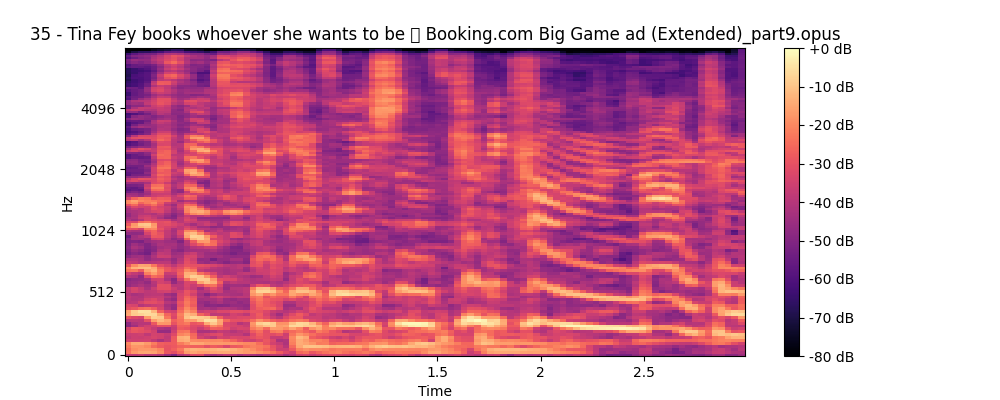 35 - Tina Fey books whoever she wants to be ▯ Booking.com Big Game ad (Extended)_part9.opus
+0 dB
4096
-10 dB
-20 dB
2048
-30 dB
Hz
-40 dB
1024
-50 dB
512
-60 dB
-70 dB
0
-80 dB
0
0.5
1
1.5
2
2.5
Time